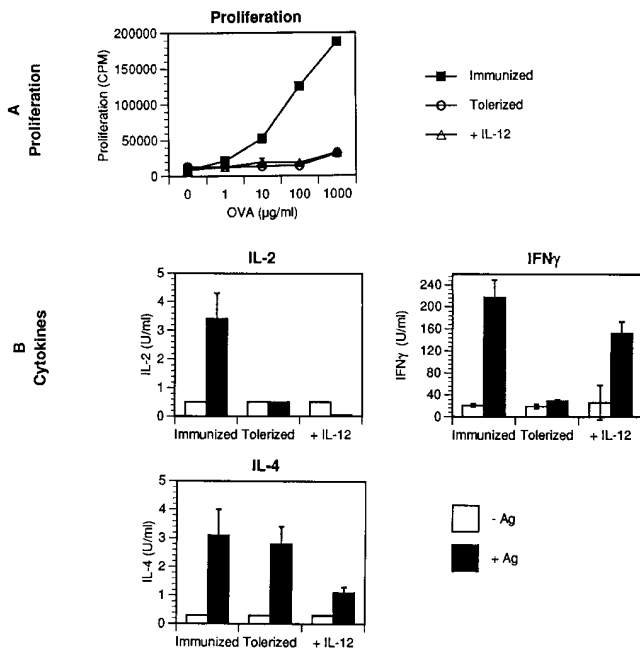 Proliferation
A
Proliferation
Proliferation (CPM)
200000
150000
100000
50000
0
0 1 10 100 1000
OVA (µg/ml)
Immunized
Tolerized
+ IL-12
B
Cytokines
IL-2
IL-2 (U/ml)
5
4
3
2
1
0
Immunized Tolerized + IL-12
IFNγ
IFNγ (U/ml)
240
200
160
120
80
40
0
Immunized Tolerized + IL-12
IL-4
IL-4 (U/ml)
5
4
3
2
1
0
Immunized Tolerized + IL-12
- Ag
+ Ag